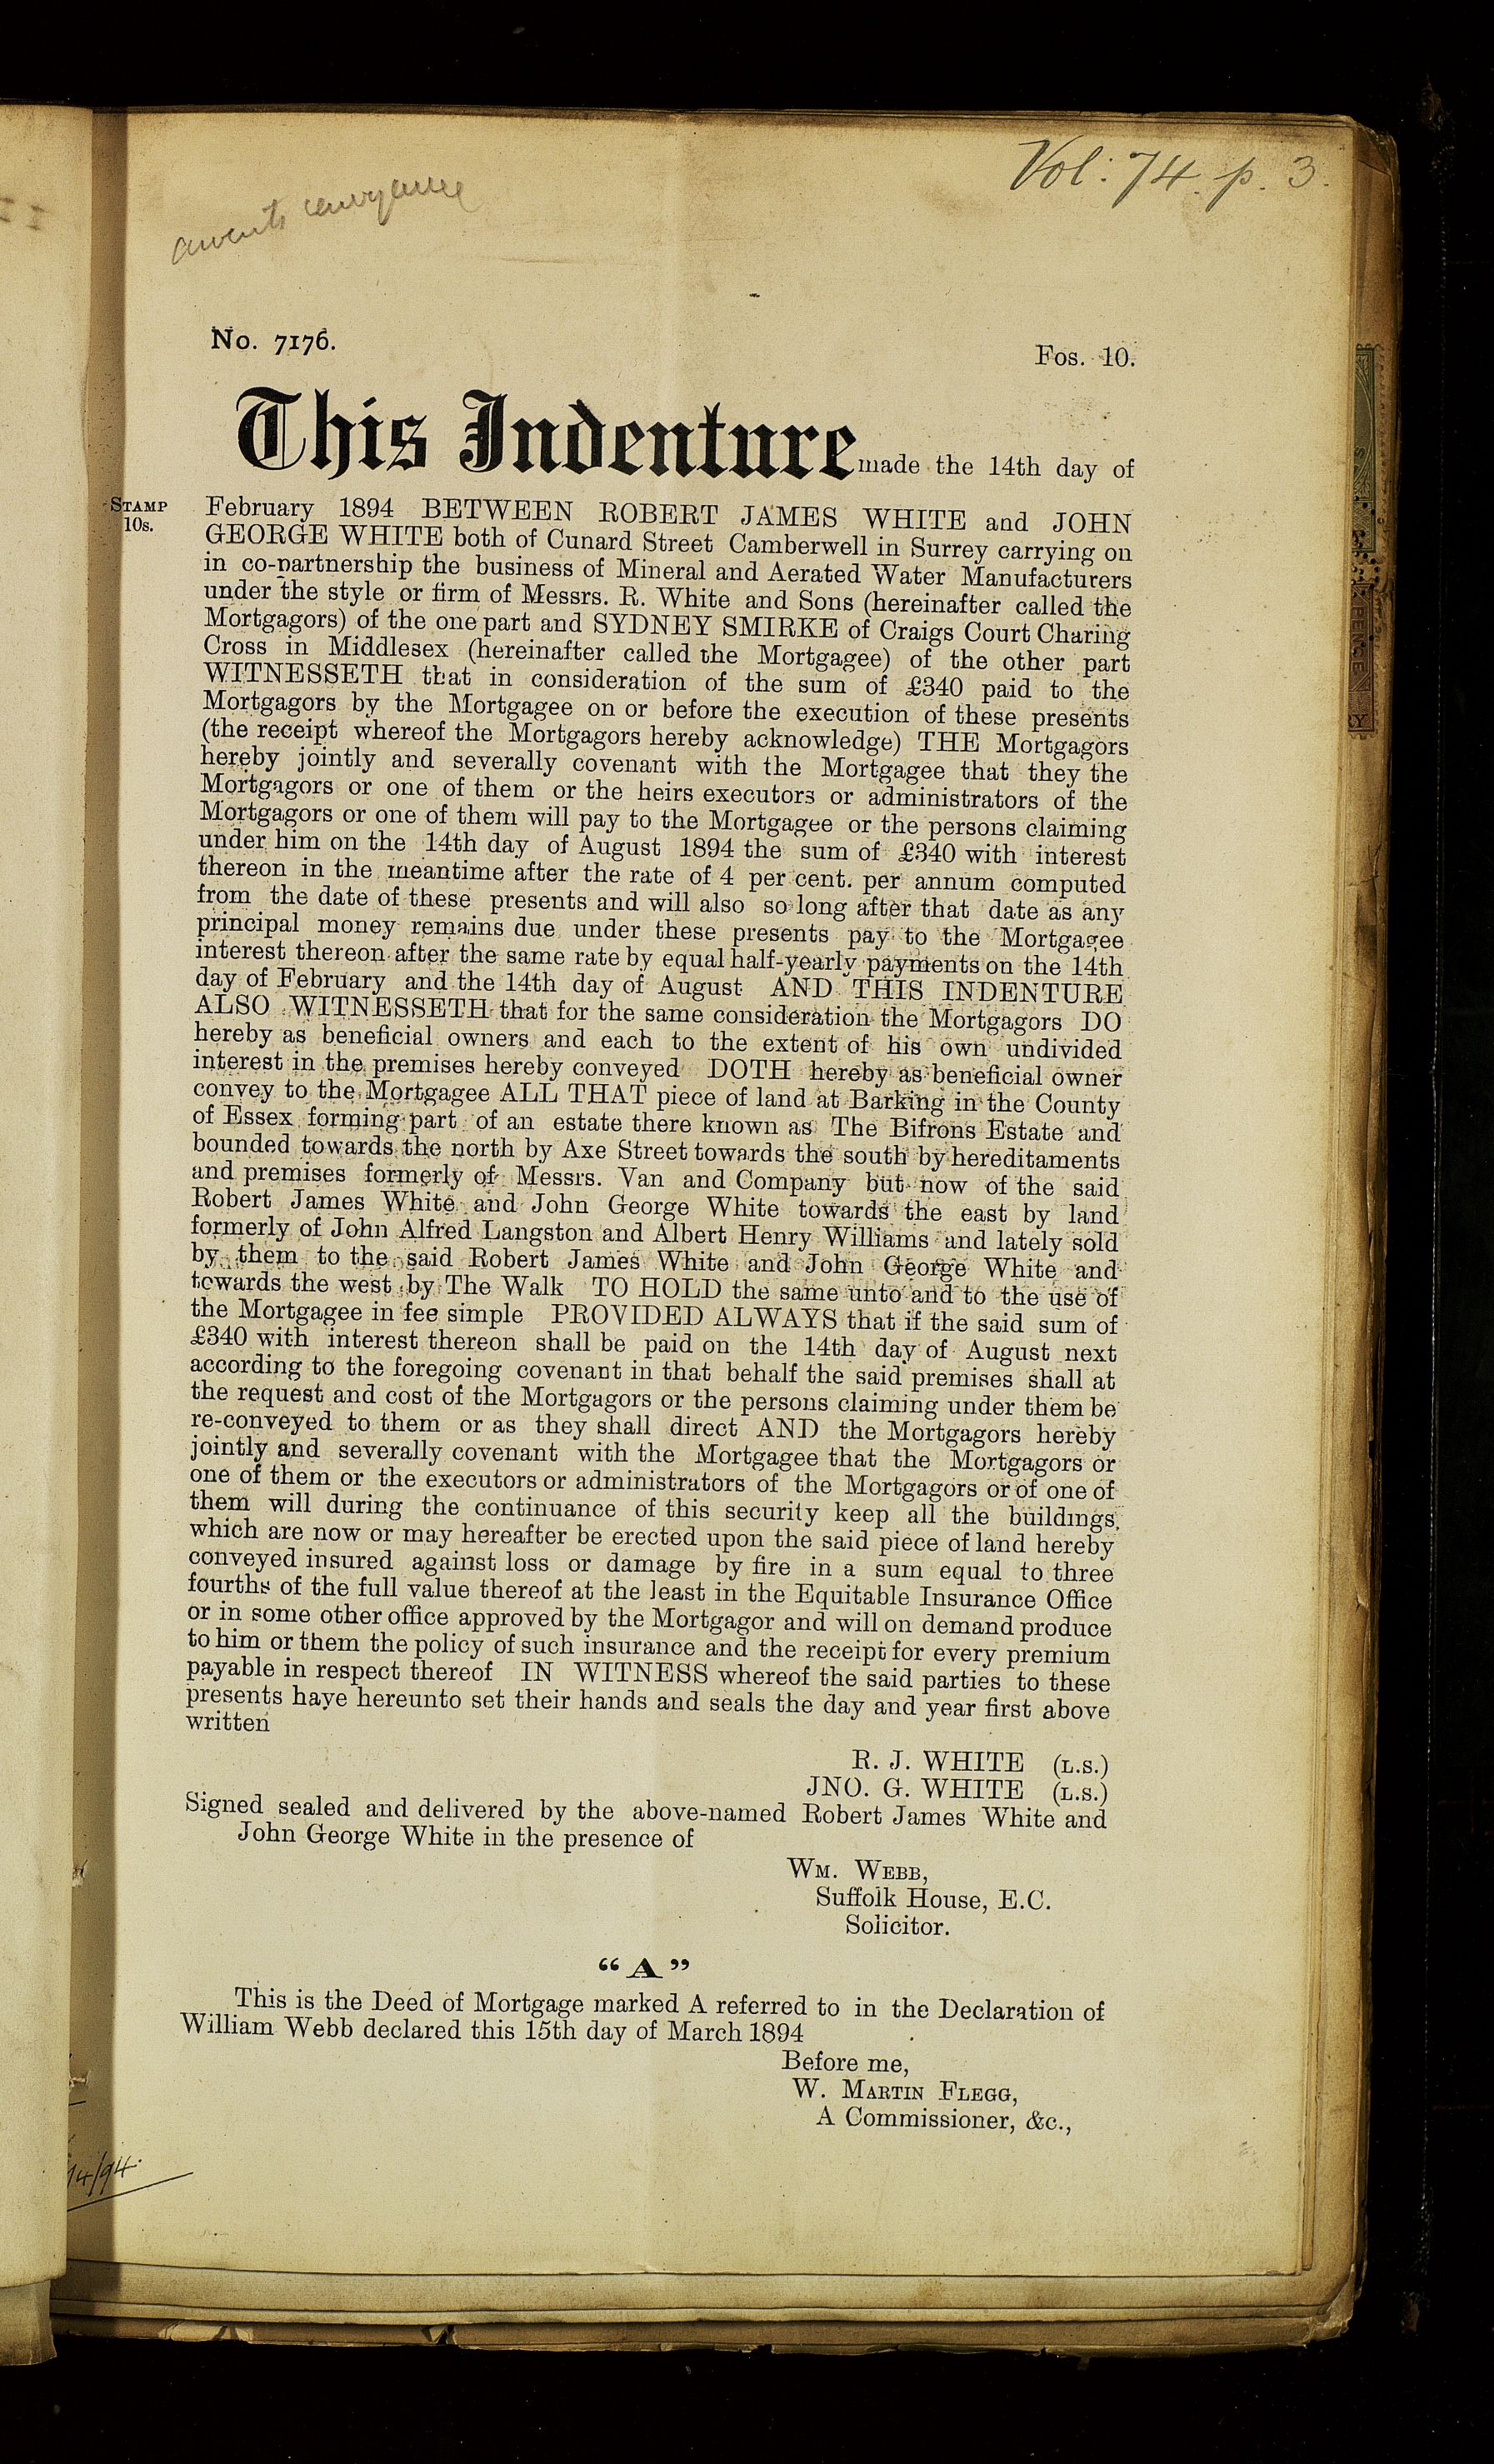 Vol: 74. p. 3.
No. 7176.
Fos. 10.
This Indenture made the 14th day of
STAMP
10s.
February 1894 BETWEEN ROBERT JAMES WHITE and JOHN
GEORGE WHITE both of Cunard Street Camberwell in Surrey carrying on
in co-partnership the business of Mineral and Aerated Water Manufacturers
under the style or firm of Messrs. R. White and Sons (hereinafter called the
Mortgagors) of the one part and SYDNEY SMIRKE of Craigs Court Charing
Cross in Middlesex (hereinafter called the Mortgagee) of the other part
WITNESSETH that in consideration of the sum of £340 paid to the
Mortgagors by the Mortgagee on or before the execution of these presents
(the receipt whereof the Mortgagors hereby acknowledge) THE Mortgagors
hereby jointly and severally covenant with the Mortgagee that they the
Mortgagors or one of them or the heirs executors or administrators of the
Mortgagors or one of them will pay to the Mortgagee or the persons claiming
under him on the 14th day of August 1894 the sum of £340 with interest
thereon in the meantime after the rate of 4 per cent. per annum computed
from the date of these presents and will also so long after that date as any
principal money remains due under these presents pay to the Mortgagee
interest thereon after the same rate by equal half-yearly payments on the 14th
day of February and the 14th day of August AND THIS INDENTURE
ALSO WITNESSETH that for the same consideration the Mortgagors DO
hereby as beneficial owners and each to the extent of his own undivided
interest in the premises hereby conveyed DOTH hereby as beneficial owner
convey to the Mortgagee ALL THAT piece of land at Barking in the County
of Essex forming part of an estate there known as The Bifrons Estate and
bounded towards the north by Axe Street towards the south by hereditaments
and premises formerly of Messrs. Van and Company but now of the said
Robert James White and John George White towards the east by land
formerly of John Alfred Langston and Albert Henry Williams and lately sold
by them to the said Robert James White and John George White and
towards the west by The Walk TO HOLD the same unto and to the use of
the Mortgagee in fee simple PROVIDED ALWAYS that if the said sum of
£340 with interest thereon shall be paid on the 14th day of August next
according to the foregoing covenant in that behalf the said premises shall at
the request and cost of the Mortgagors or the persons claiming under them be
re-conveyed to them or as they shall direct AND the Mortgagors hereby
jointly and severally covenant with the Mortgagee that the Mortgagors or
one of them or the executors or administrators of the Mortgagors or of one of
them will during the continuance of this security keep all the buildings
which are now or may hereafter be erected upon the said piece of land hereby
conveyed insured against loss or damage by fire in a sum equal to three
fourths of the full value thereof at the least in the Equitable Insurance Office
or in some other office approved by the Mortgagor and will on demand produce
to him or them the policy of such insurance and the receipt for every premium
payable in respect thereof IN WITNESS whereof the said parties to these
presents have hereunto set their hands and seals the day and year first above
written
R. J. WHITE (L.S.)
JNO. G. WHITE (L.S.)
Signed sealed and delivered by the above-named Robert James White and
John George White in the presence of
WM. WEBB,
Suffolk House, E.C.
Solicitor.
"A"
This is the Deed of Mortgage marked A referred to in the Declaration of
William Webb declared this 15th day of March 1894
Before me,
W. MARTIN FLEGG,
A Commissioner, &c.,
PENCE